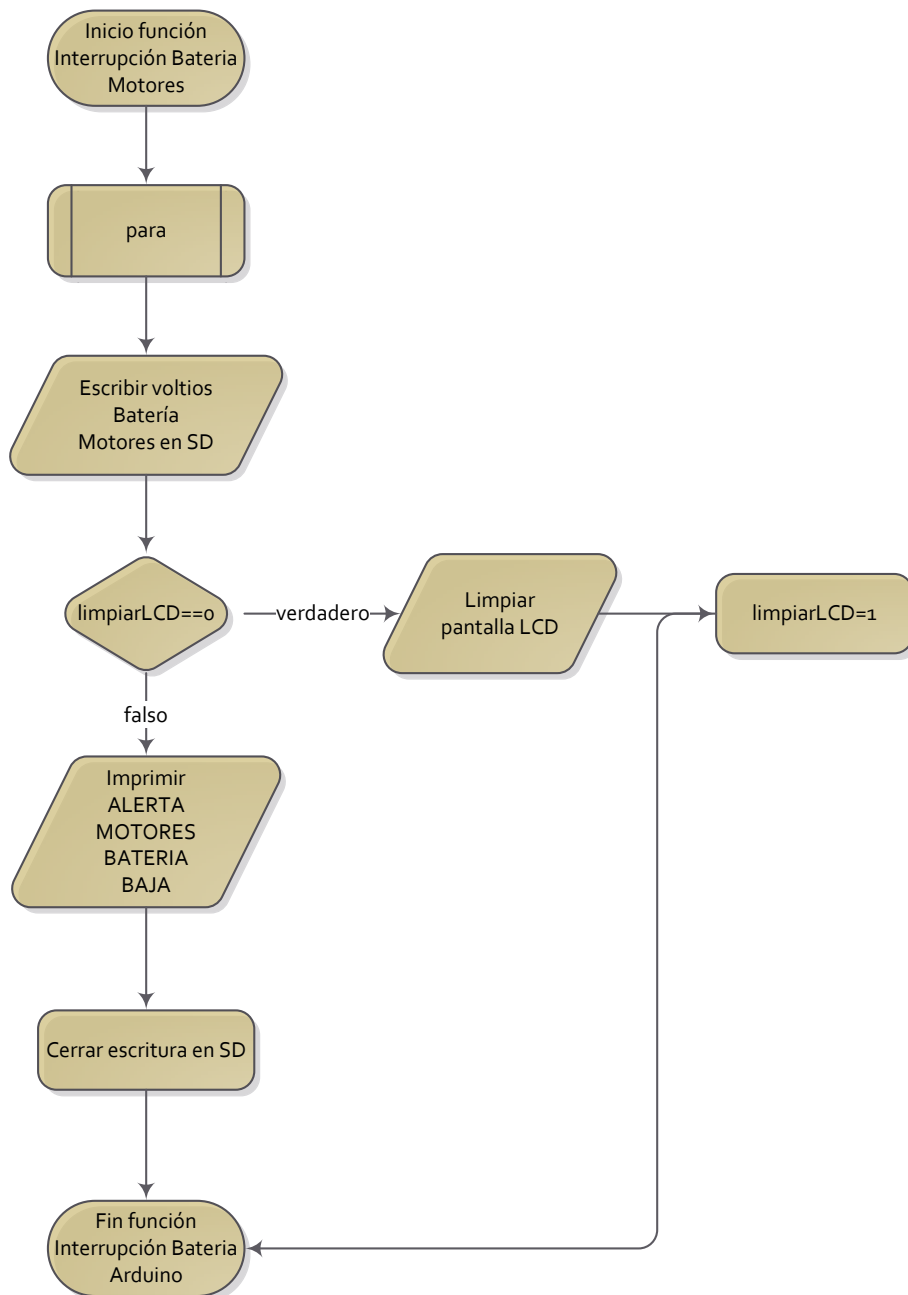 Inicio función
Interrupción Bateria
Motores
para
Escribir voltios
Batería
Motores en SD
limpiarLCD==0
verdadero
Limpiar
pantalla LCD
limpiarLCD=1
falso
Imprimir
ALERTA
MOTORES
BATERIA
BAJA
Cerrar escritura en SD
Fin función
Interrupción Bateria
Arduino